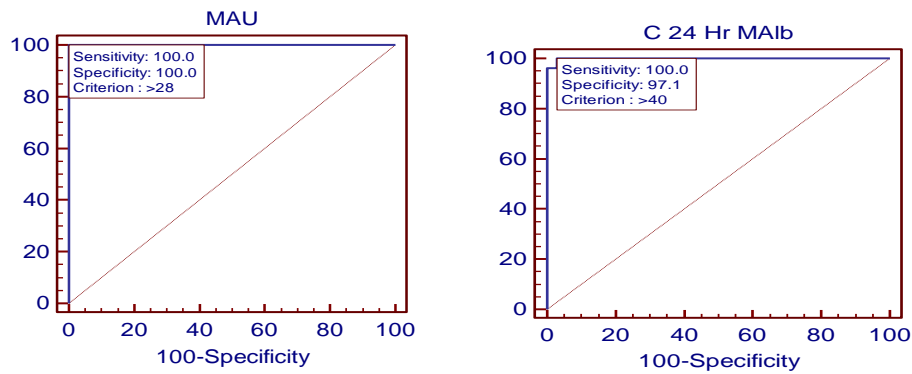 MAU
100
80
60
40
20
0
Sensitivity: 100.0
Specificity: 100.0
Criterion : >28
0 20 40 60 80 100
100-Specificity
C 24 Hr MAlb
100
80
60
40
20
0
Sensitivity: 100.0
Specificity: 97.1
Criterion : >40
0 20 40 60 80 100
100-Specificity